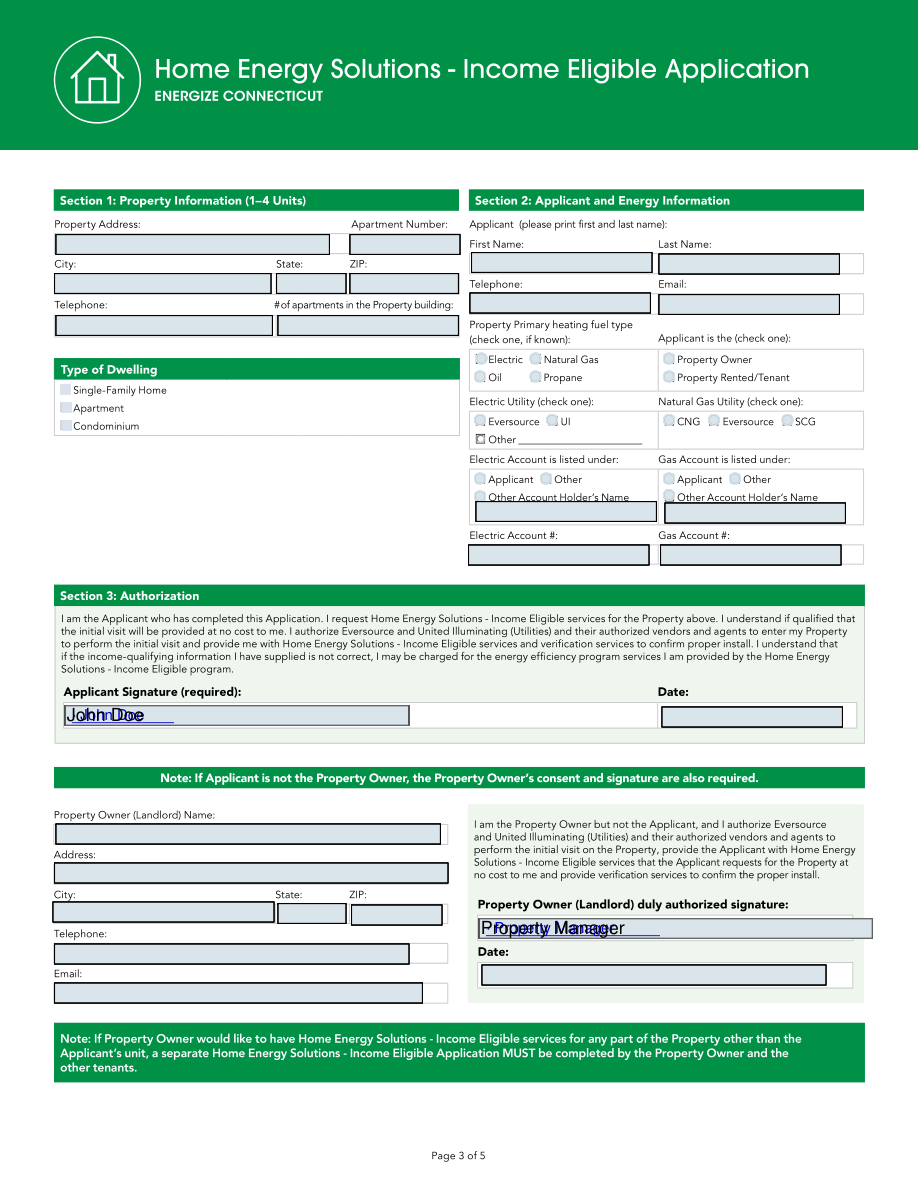 Home Energy Solutions - Income Eligible Application
ENERGIZE CONNECTICUT
Section 1: Property Information (1–4 Units)
Property Address: Apartment Number:
City: State: ZIP:
Telephone: # of apartments in the Property building:
Type of Dwelling
Single-Family Home
Apartment
Condominium
Section 2: Applicant and Energy Information
Applicant (please print first and last name):
First Name: Last Name:
Telephone: Email:
Property Primary heating fuel type
(check one, if known):
Applicant is the (check one):
Electric Natural Gas
Oil Propane
Property Owner
Property Rented/Tenant
Electric Utility (check one): Natural Gas Utility (check one):
Eversource UI
Other
CNG Eversource SCG
Electric Account is listed under: Gas Account is listed under:
Applicant Other
Other Account Holder's Name
Applicant Other
Other Account Holder's Name
Electric Account #: Gas Account #:
Section 3: Authorization
I am the Applicant who has completed this Application. I request Home Energy Solutions - Income Eligible services for the Property above. I understand if qualified that
the initial visit will be provided at no cost to me. I authorize Eversource and United Illuminating (Utilities) and their authorized vendors and agents to enter my Property
to perform the initial visit and provide me with Home Energy Solutions - Income Eligible services and verification services to confirm proper install. I understand that
if the income-qualifying information I have supplied is not correct, I may be charged for the energy efficiency program services I am provided by the Home Energy
Solutions - Income Eligible program.
Applicant Signature (required): Date:
John Doe
Note: If Applicant is not the Property Owner, the Property Owner's consent and signature are also required.
Property Owner (Landlord) Name:
Address:
City: State: ZIP:
Telephone:
Email:
I am the Property Owner but not the Applicant, and I authorize Eversource
and United Illuminating (Utilities) and their authorized vendors and agents to
perform the initial visit on the Property, provide the Applicant with Home Energy
Solutions - Income Eligible services that the Applicant requests for the Property at
no cost to me and provide verification services to confirm the proper install.
Property Owner (Landlord) duly authorized signature:
Property Manager
Date:
Note: If Property Owner would like to have Home Energy Solutions - Income Eligible services for any part of the Property other than the
Applicant's unit, a separate Home Energy Solutions - Income Eligible Application MUST be completed by the Property Owner and the
other tenants.
Page 3 of 5